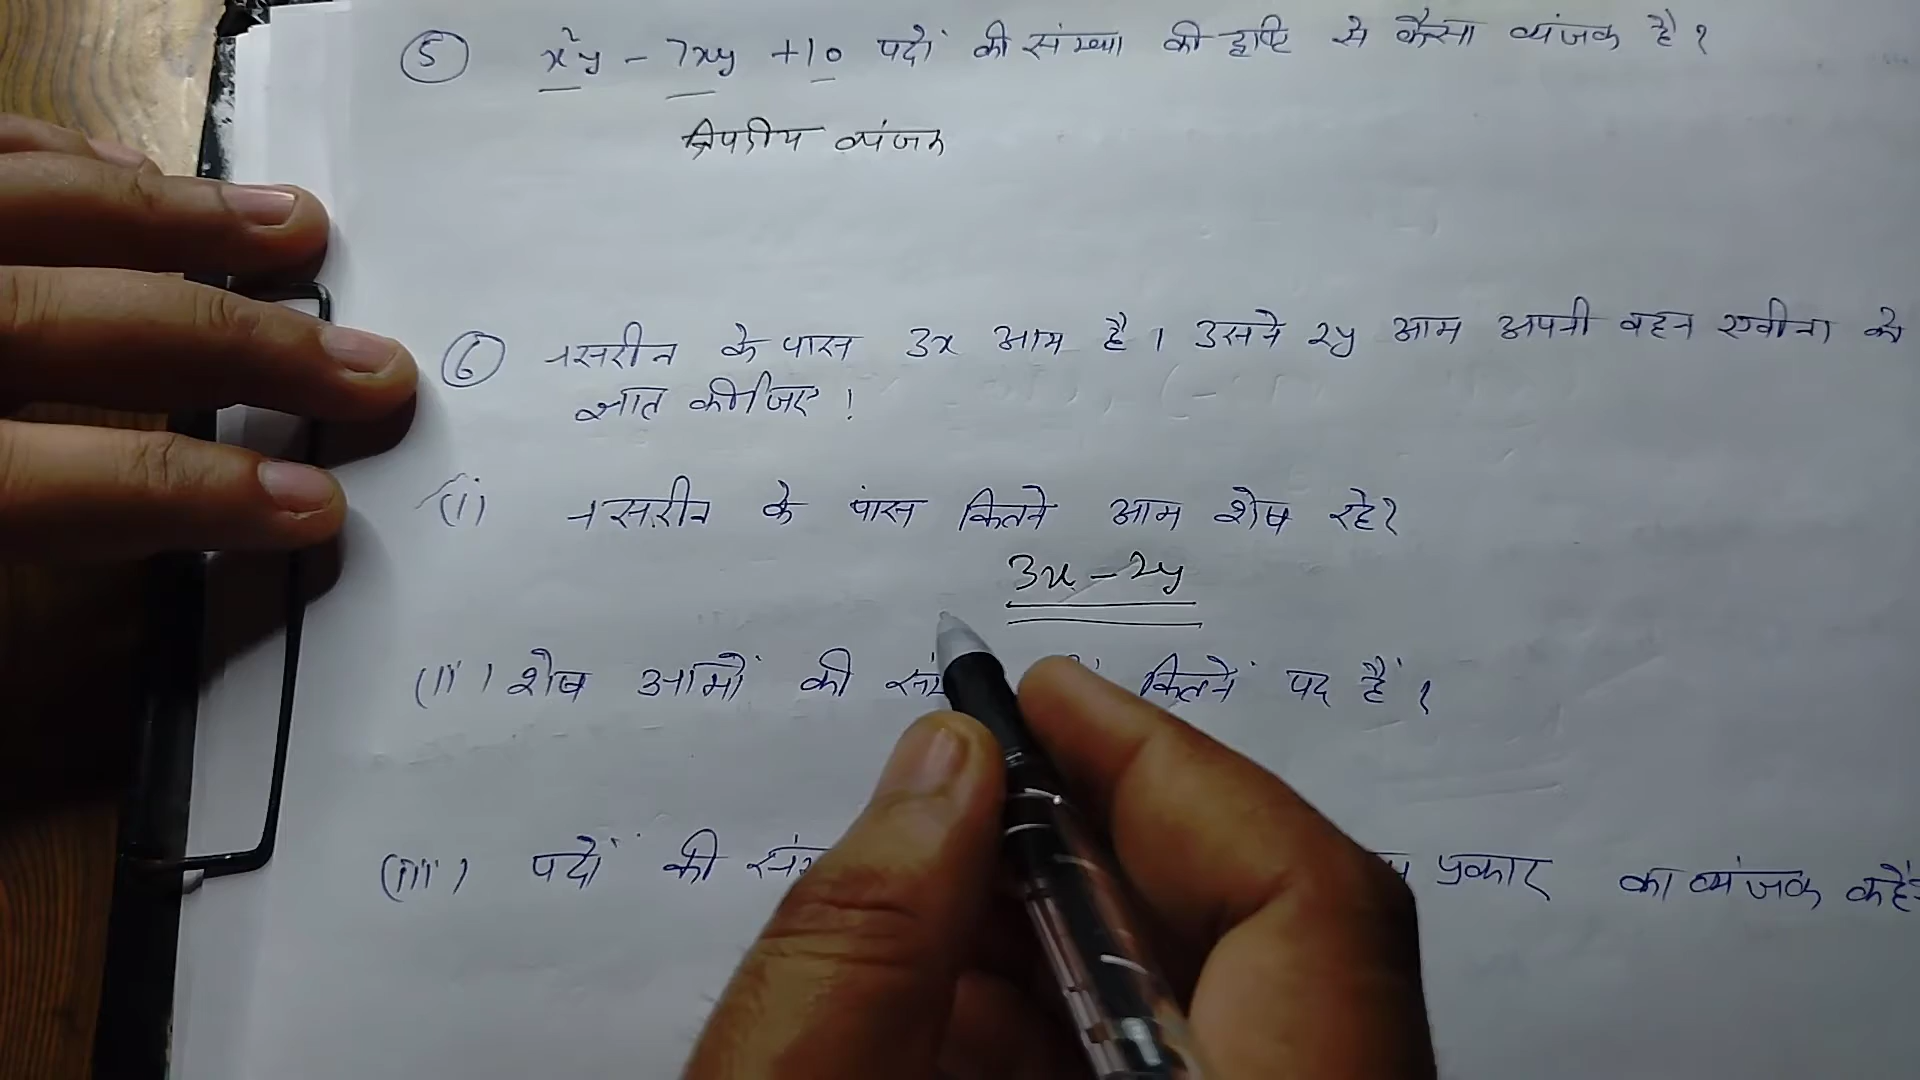 5 x²y - 7xy + 10 पदों की संख्या की दृष्टि से कैसा व्यंजक है?
त्रिपदीय व्यंजक
6 नसरीन के पास 3x आम है। उसने 2y आम अपनी बहन रवीना को
ज्ञात कीजिए!
(i) नसरीन के पास कितने आम शेष रहे?
3x - 2y
(ii) शेष आमों की कितने पद हैं?
(iii) पदों की प्रकार का व्यंजक